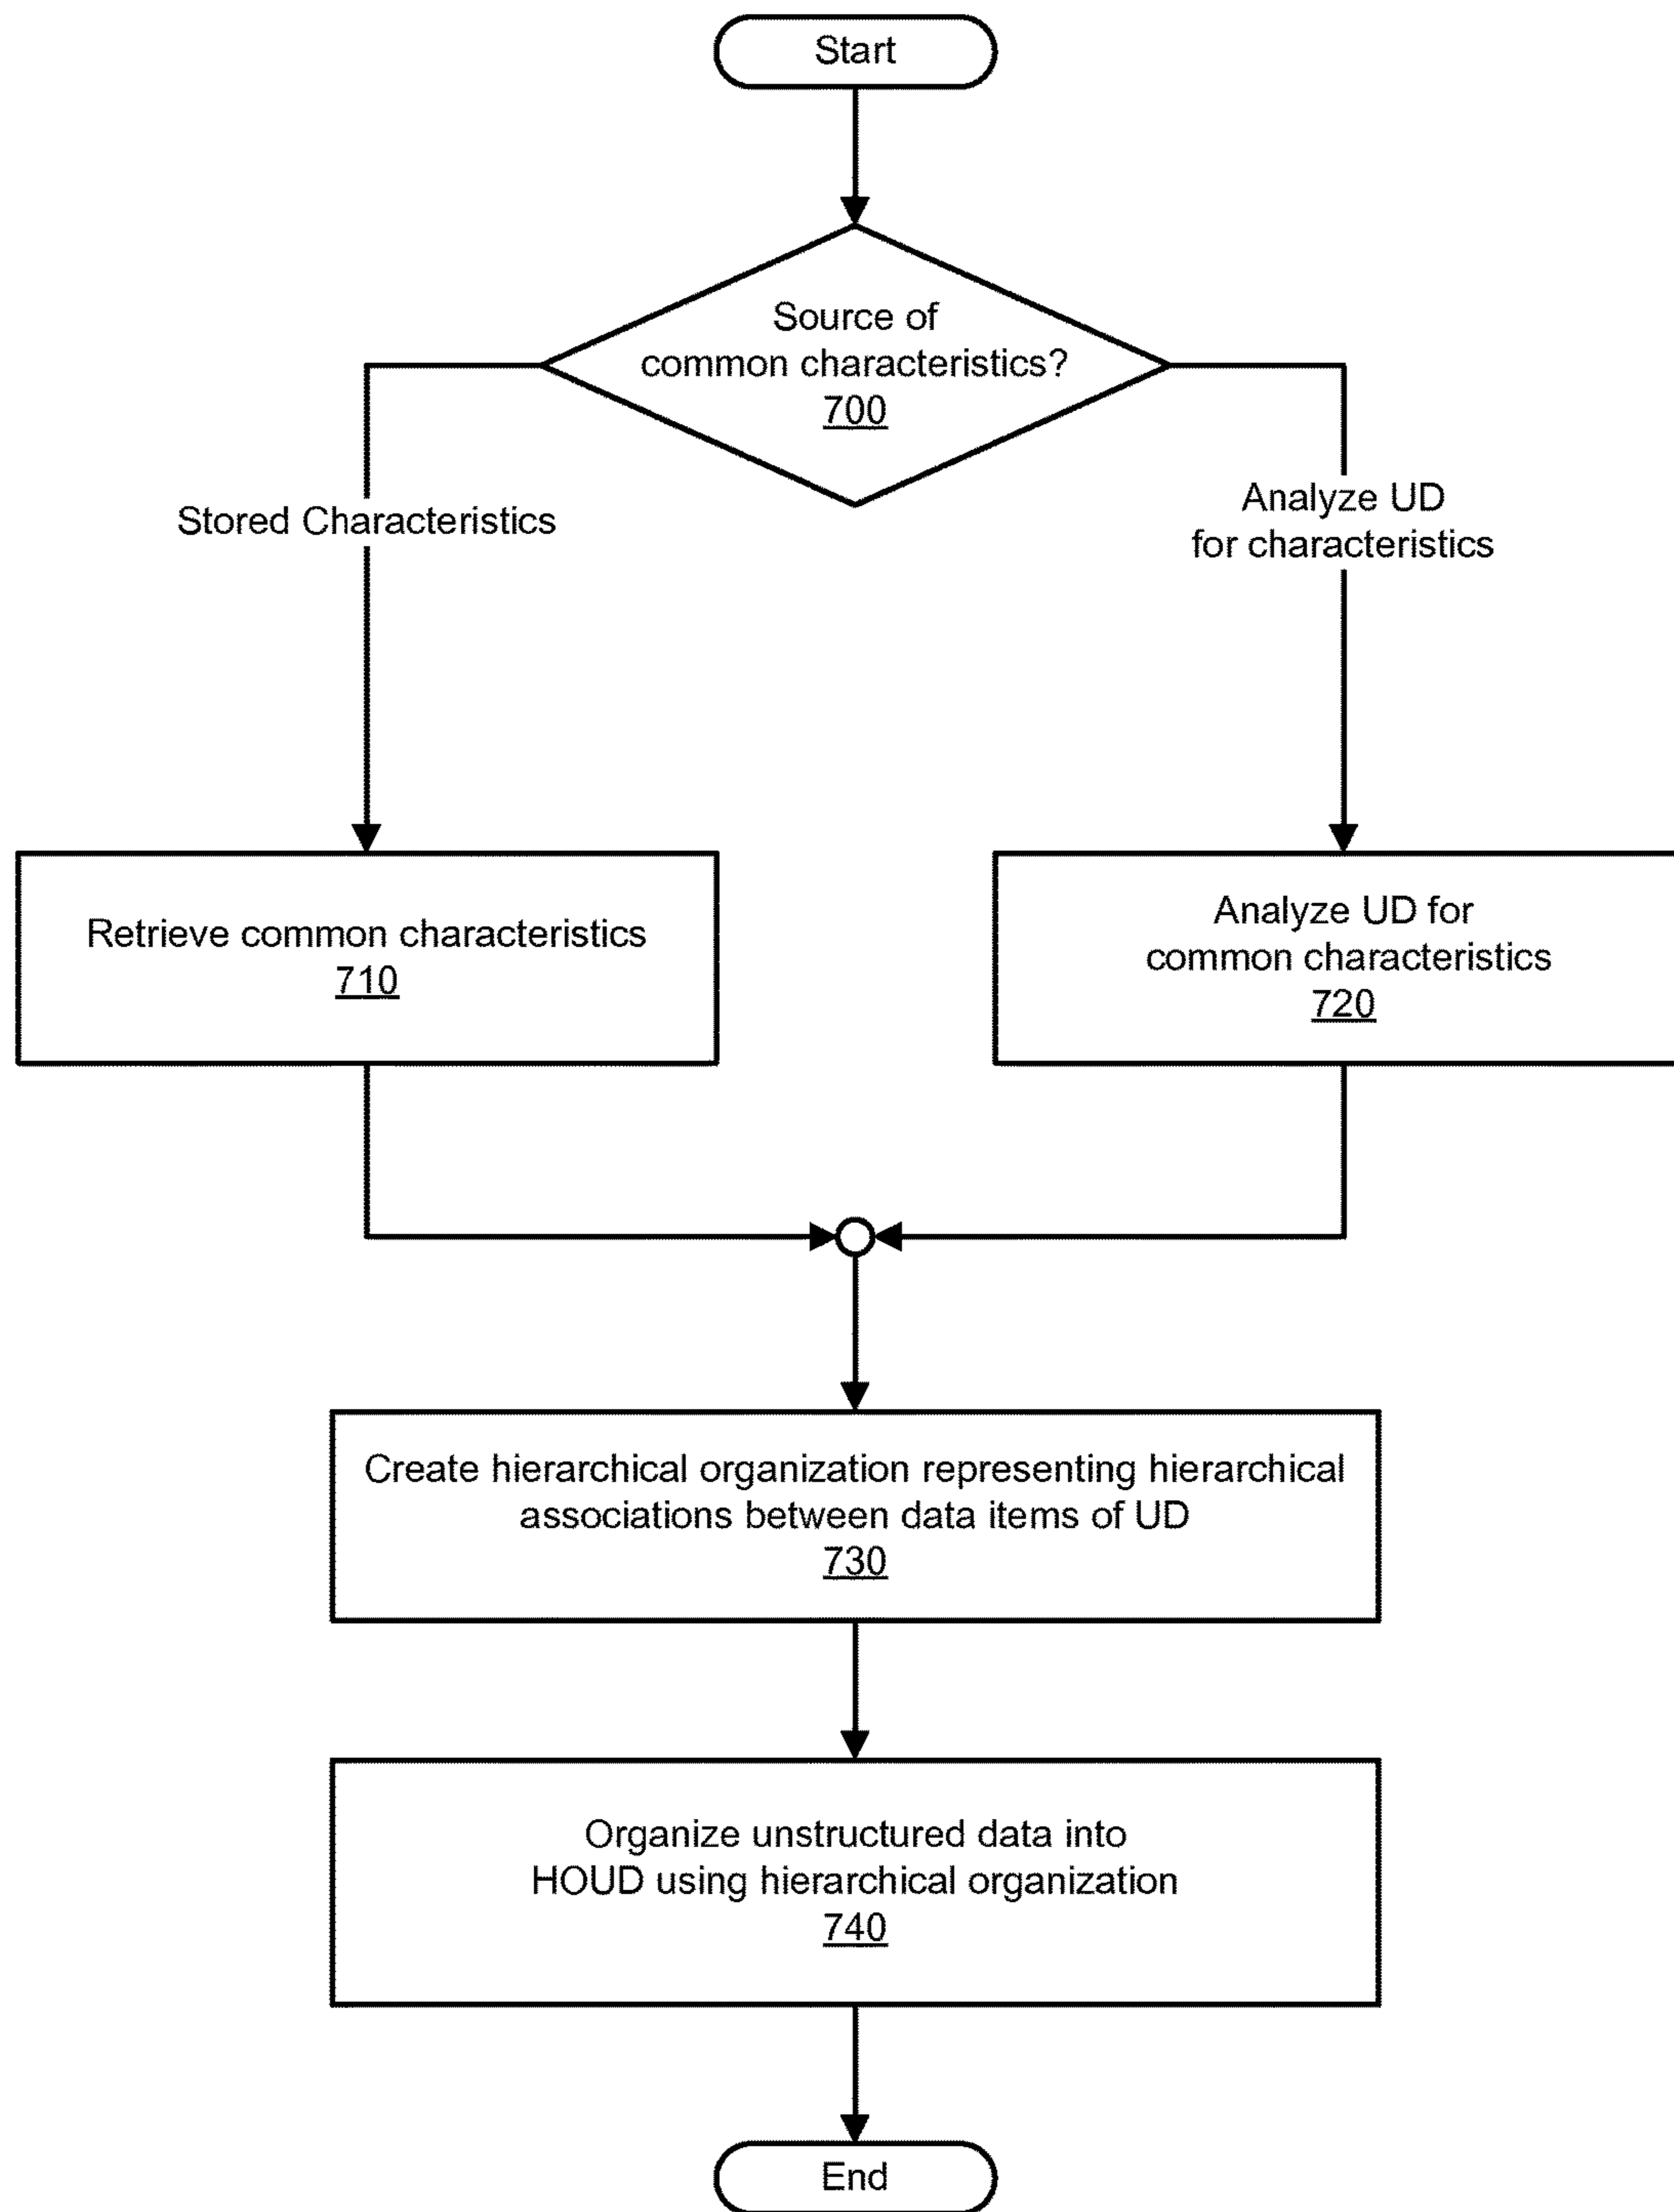 Start
Source of
common characteristics?
700
Stored Characteristics
Analyze UD
for characteristics
Retrieve common characteristics
710
Analyze UD for
common characteristics
720
Create hierarchical organization representing hierarchical
associations between data items of UD
730
Organize unstructured data into
HOUD using hierarchical organization
740
End